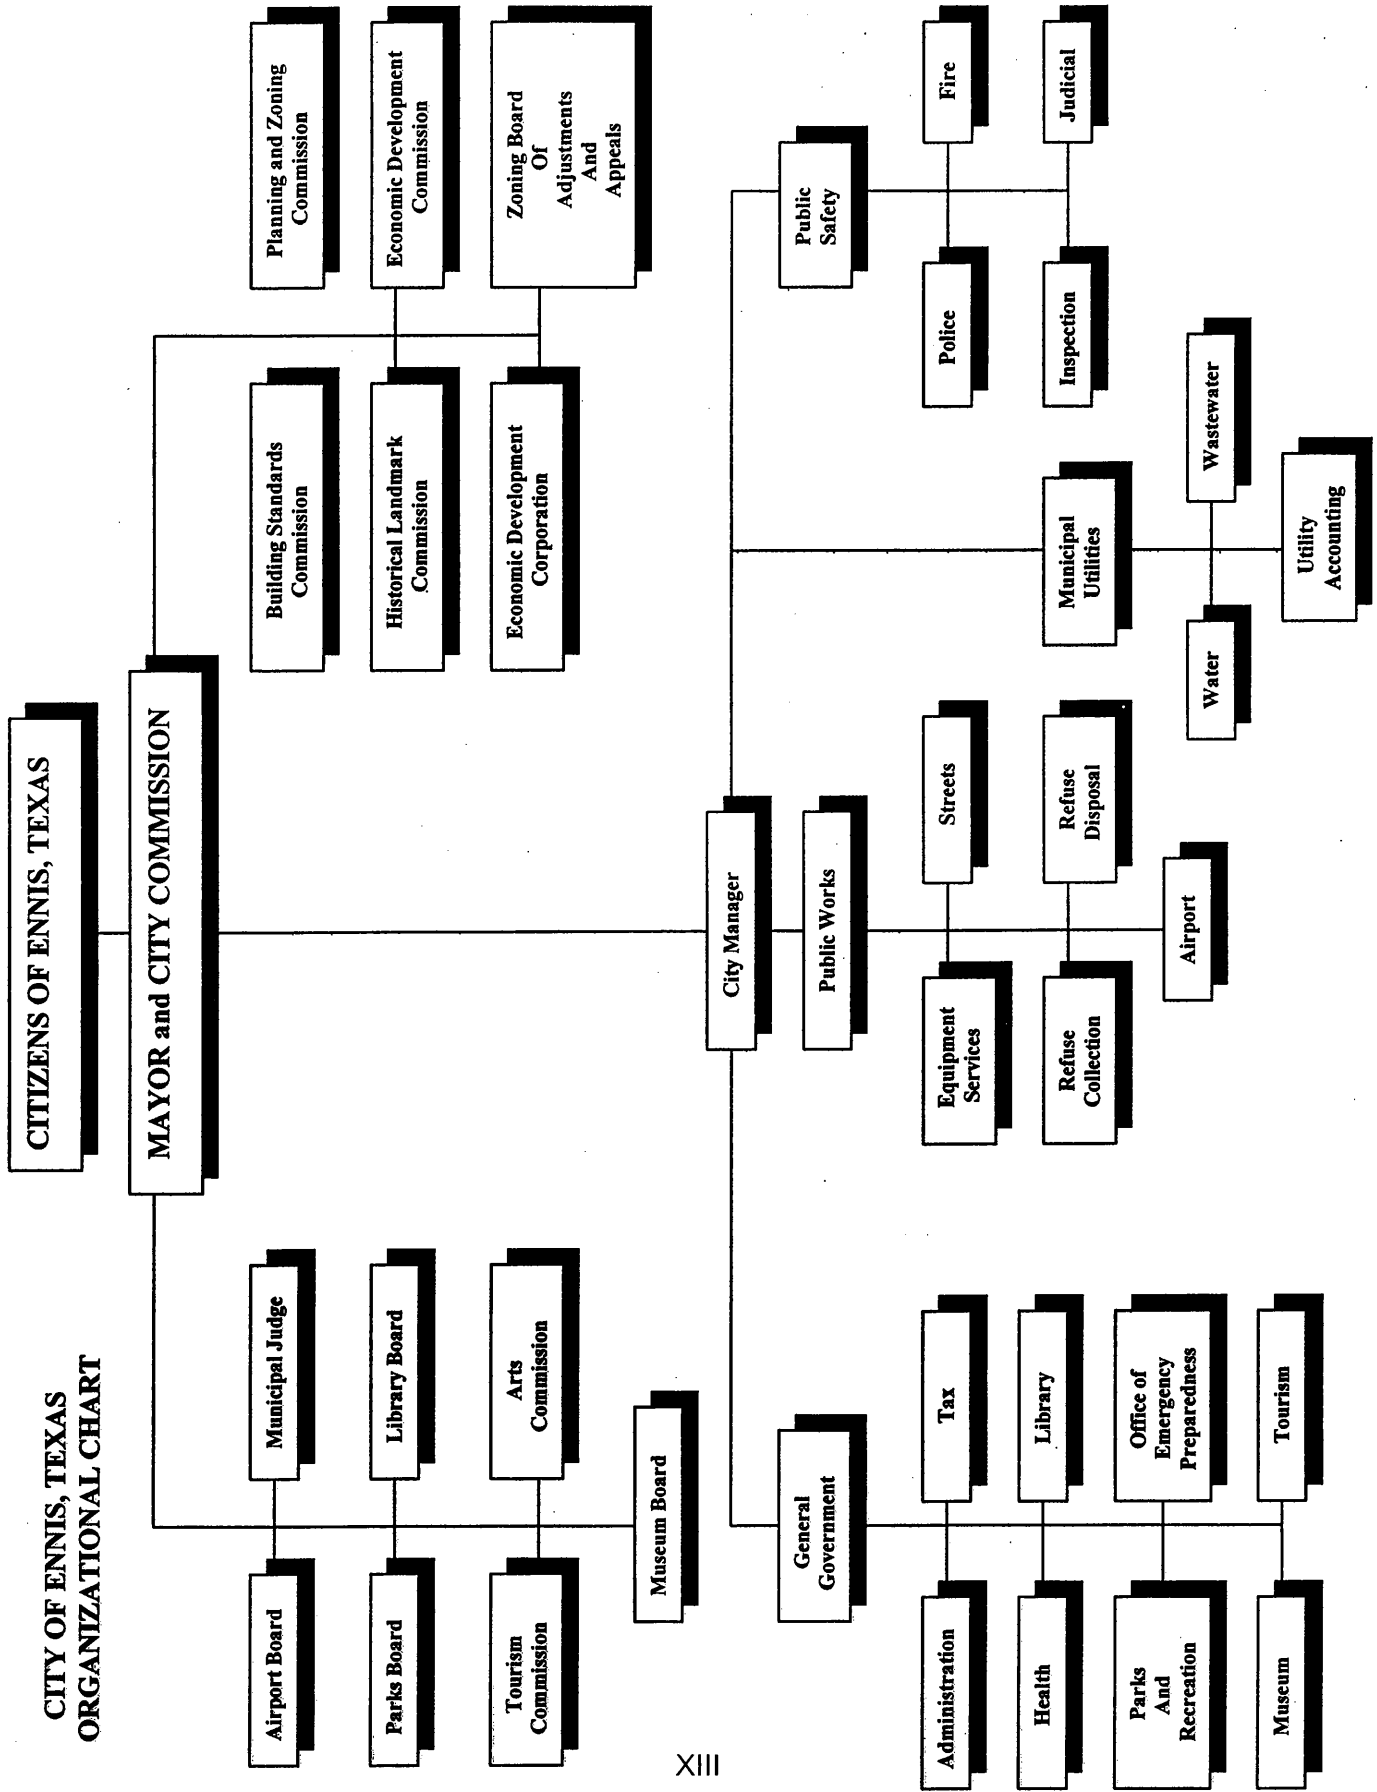 CITY OF ENNIS, TEXAS
ORGANIZATIONAL CHART
CITIZENS OF ENNIS, TEXAS
MAYOR and CITY COMMISSION
Airport Board
Municipal Judge
Parks Board
Library Board
Tourism
Commission
Arts
Commission
Museum Board
Building Standards
Commission
Planning and Zoning
Commission
Historical Landmark
Commission
Economic Development
Commission
Economic Development
Corporation
Zoning Board
Of
Adjustments
And
Appeals
City Manager
General
Government
Administration
Tax
Health
Library
Parks
And
Recreation
Office of
Emergency
Preparedness
Museum
Tourism
Public Works
Equipment
Services
Streets
Refuse
Collection
Refuse
Disposal
Airport
Municipal
Utilities
Water
Wastewater
Utility
Accounting
Public
Safety
Police
Fire
Inspection
Judicial
XIII